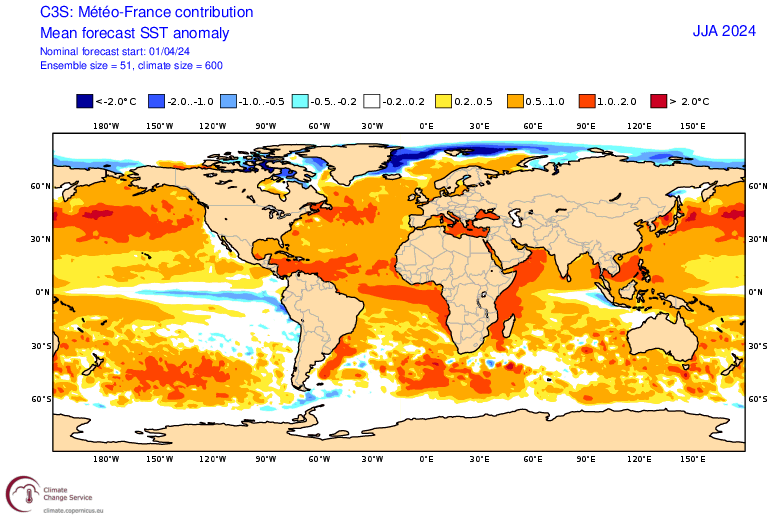 C3S: Météo-France contribution
Mean forecast SST anomaly
JJA 2024
Nominal forecast start: 01/04/24
Ensemble size = 51, climate size = 600
<-2.0°C -2.0..-1.0 -1.0..-0.5 -0.5..-0.2 -0.2..0.2 0.2..0.5 0.5..1.0 1.0..2.0 > 2.0°C
180°W 150°W 120°W 90°W 60°W 30°W 0°E 30°E 60°E 90°E 120°E 150°E
60°N 60°N
30°N 30°N
0°N 0°N
30°S 30°S
60°S 60°S
180°W 150°W 120°W 90°W 60°W 30°W 0°E 30°E 60°E 90°E 120°E 150°E
Climate
Change Service
climate.copernicus.eu